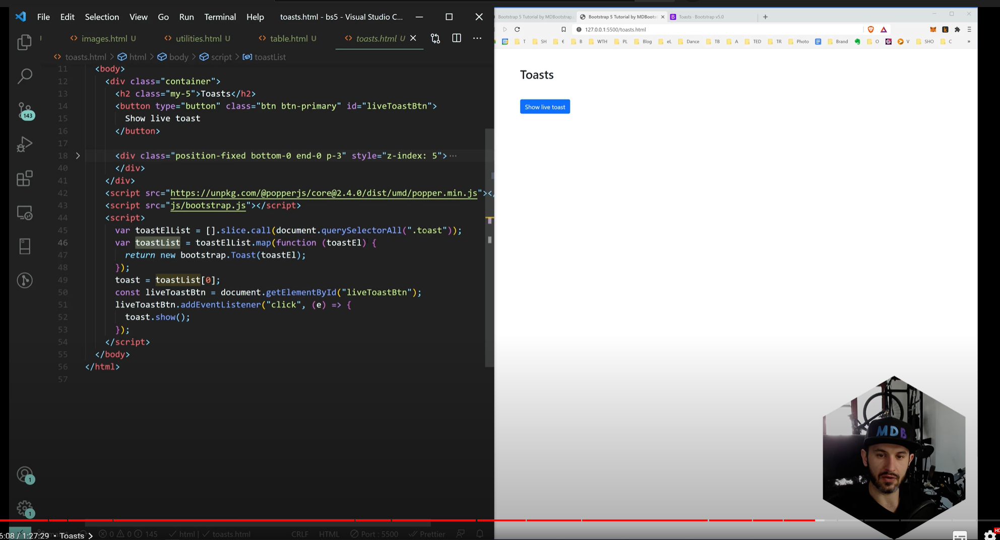 File Edit Selection View Go Run Terminal Help toasts.html - bs5 - Visual Studio C...
images.html U utilities.html U table.html U toasts.html U
toasts.html > html > body > script > toastList
11 <body>
12 <div class="container">
13 <h2 class="my-5">Toasts</h2>
14 <button type="button" class="btn btn-primary" id="liveToastBtn">
15 Show live toast
16 </button>
17
18 <div class="position-fixed bottom-0 end-0 p-3" style="z-index: 5">...
40 </div>
41 </div>
42 <script src="https://unpkg.com/@popperjs/core@2.4.0/dist/umd/popper.min.js"></
43 <script src="js/bootstrap.js"></script>
44 <script>
45 var toastElList = [].slice.call(document.querySelectorAll(".toast"));
46 var toastList = toastElList.map(function (toastEl) {
47 return new bootstrap.Toast(toastEl);
48 });
49 toast = toastList[0];
50 const liveToastBtn = document.getElementById("liveToastBtn");
51 liveToastBtn.addEventListener("click", (e) => {
52 toast.show();
53 });
54 </script>
55 </body>
56 </html>
57
143
1
1
0 0 145 html | toasts.html CRLF HTML Port : 5500 Prettier
6:08 / 1:27:29 • Toasts >
Bootstrap 5 Tutorial by MDBootstrap Bootstrap 5 Tutorial by MDBoots B Toasts · Bootstrap v5.0
127.0.0.1:5500/toasts.html
T SH € B WTH PL Blog eL Dance TB A TED TR Photo Brand O V SHO C »
Toasts
Show live toast
MDB
HD